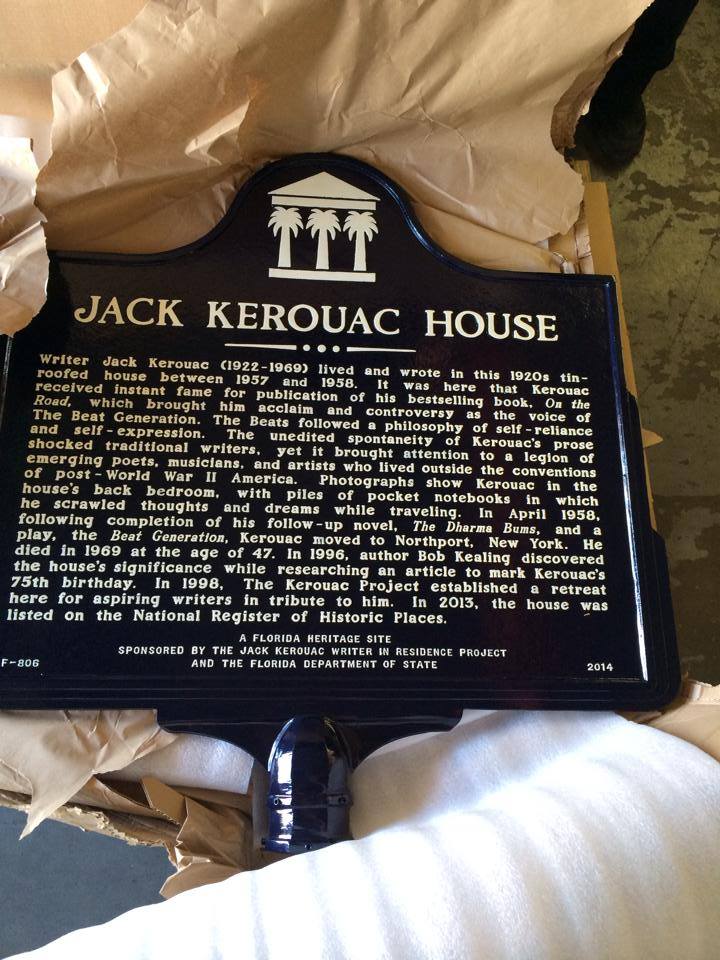 JACK KEROUAC HOUSE
Writer Jack Kerouac (1922-1969) lived and wrote in this 1920s tin-
roofed house between 1957 and 1958. It was here that Kerouac
received instant fame for publication of his bestselling book, On the
Road, which brought him acclaim and controversy as the voice of
The Beat Generation. The Beats followed a philosophy of self-reliance
and self-expression. The unedited spontaneity of Kerouac's prose
shocked traditional writers, yet it brought attention to a legion of
emerging poets, musicians, and artists who lived outside the conventions
of post-World War II America. Photographs show Kerouac in the
house's back bedroom, with piles of pocket notebooks in which
he scrawled thoughts and dreams while traveling. In April 1958,
following completion of his follow-up novel, The Dharma Bums, and a
play, the Beat Generation, Kerouac moved to Northport, New York. He
died in 1969 at the age of 47. In 1996, author Bob Kealing discovered
the house's significance while researching an article to mark Kerouac's
75th birthday. In 1998, The Kerouac Project established a retreat
here for aspiring writers in tribute to him. In 2013, the house was
listed on the National Register of Historic Places.
A FLORIDA HERITAGE SITE
SPONSORED BY THE JACK KEROUAC WRITER IN RESIDENCE PROJECT
F-806 AND THE FLORIDA DEPARTMENT OF STATE 2014